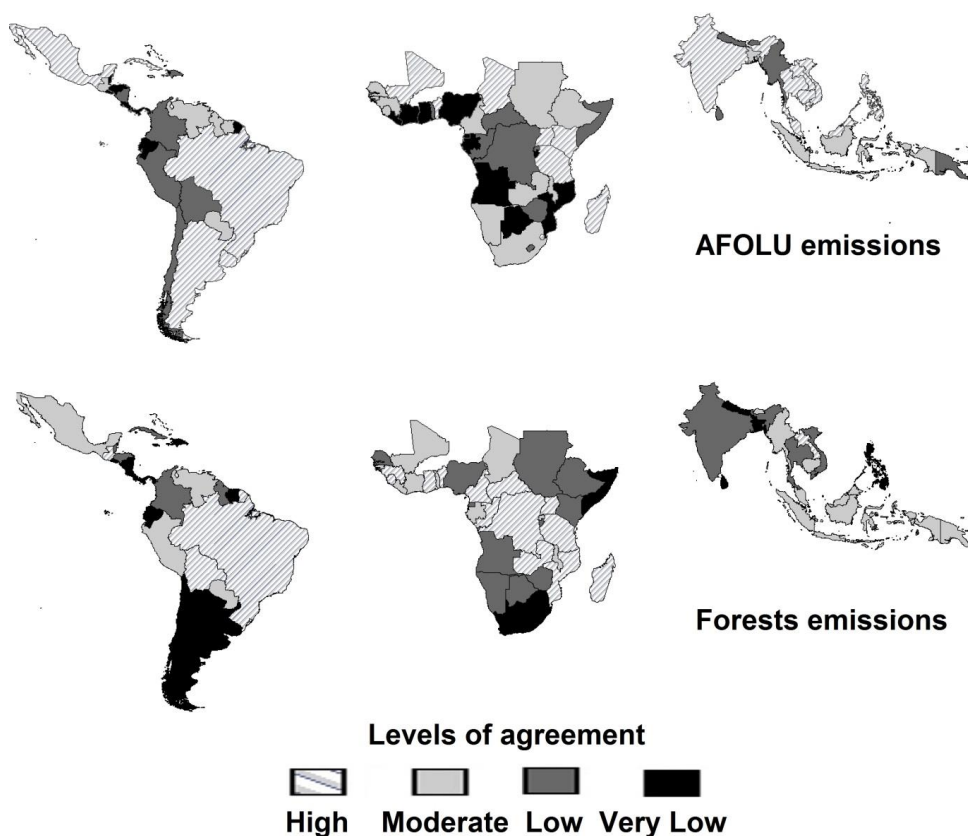 AFOLU emissions
Forests emissions
Levels of agreement
High Moderate Low Very Low